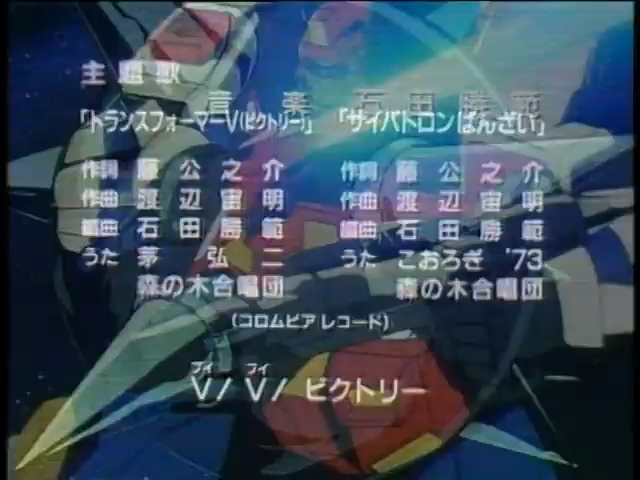 主題歌
音楽 石田勝範
「トランスフォーマーV(ビクトリー)」 「サイバトロンばんざい」
作詞 藤公之介 作詞 藤公之介
作曲 渡辺宙明 作曲 渡辺宙明
編曲 石田勝範 編曲 石田勝範
うた 茅弘二 うた こおろぎ '73
森の木合唱団 森の木合唱団
(コロムビアレコード)
ブイ ブイ
V! V! ビクトリー